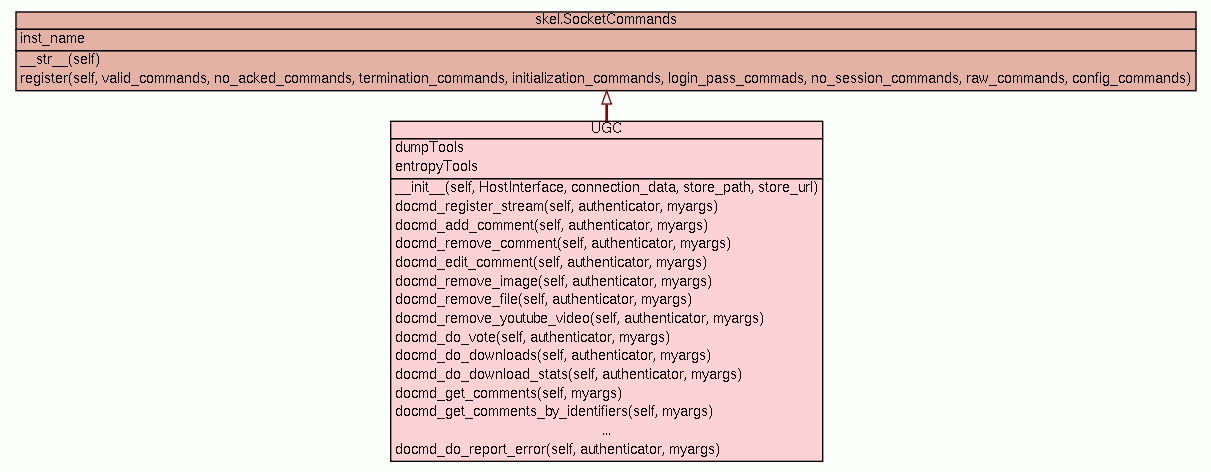 skel.SocketCommands
inst_name
__str__(self)
register(self, valid_commands, no_acked_commands, termination_commands, initialization_commands, login_pass_commads, no_session_commands, raw_commands, config_commands)
UGC
dumpTools
entropyTools
__init__(self, HostInterface, connection_data, store_path, store_url)
docmd_register_stream(self, authenticator, myargs)
docmd_add_comment(self, authenticator, myargs)
docmd_remove_comment(self, authenticator, myargs)
docmd_edit_comment(self, authenticator, myargs)
docmd_remove_image(self, authenticator, myargs)
docmd_remove_file(self, authenticator, myargs)
docmd_remove_youtube_video(self, authenticator, myargs)
docmd_do_vote(self, authenticator, myargs)
docmd_do_downloads(self, authenticator, myargs)
docmd_do_download_stats(self, authenticator, myargs)
docmd_get_comments(self, myargs)
docmd_get_comments_by_identifiers(self, myargs)
...
docmd_do_report_error(self, authenticator, myargs)